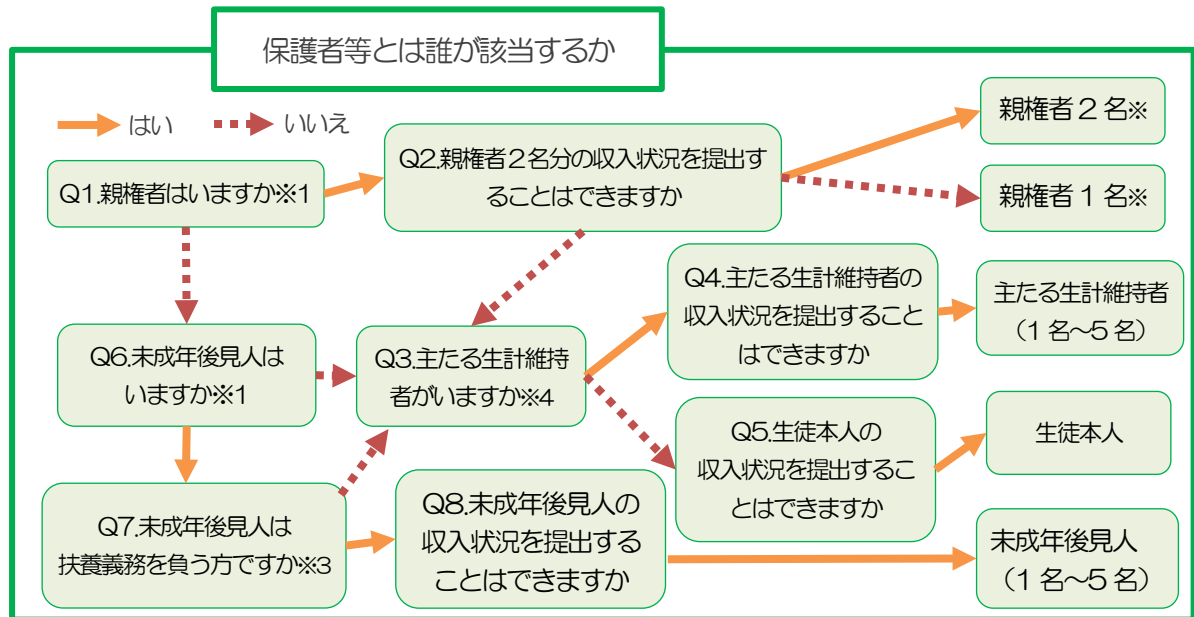 保護者等とは誰が該当するか
はい
いいえ
Q1.親権者はいますか※1
Q2.親権者2名分の収入状況を提出す
ることはできますか
親権者2名※
親権者1名※
Q6.未成年後見人は
いますか※1
Q3.主たる生計維持
者がいますか※4
Q4.主たる生計維持者の
収入状況を提出すること
はできますか
主たる生計維持者
（1名～5名）
Q5.生徒本人の
収入状況を提出するこ
とはできますか
生徒本人
Q7.未成年後見人は
扶養義務を負う方ですか※3
Q8.未成年後見人の
収入状況を提出する
ことはできますか
未成年後見人
（1名～5名）